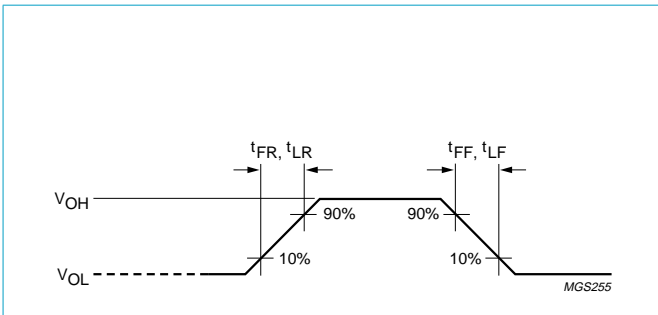 tFR, tLR
tFF, tLF
VOH
90%
90%
10%
10%
VOL
MGS255